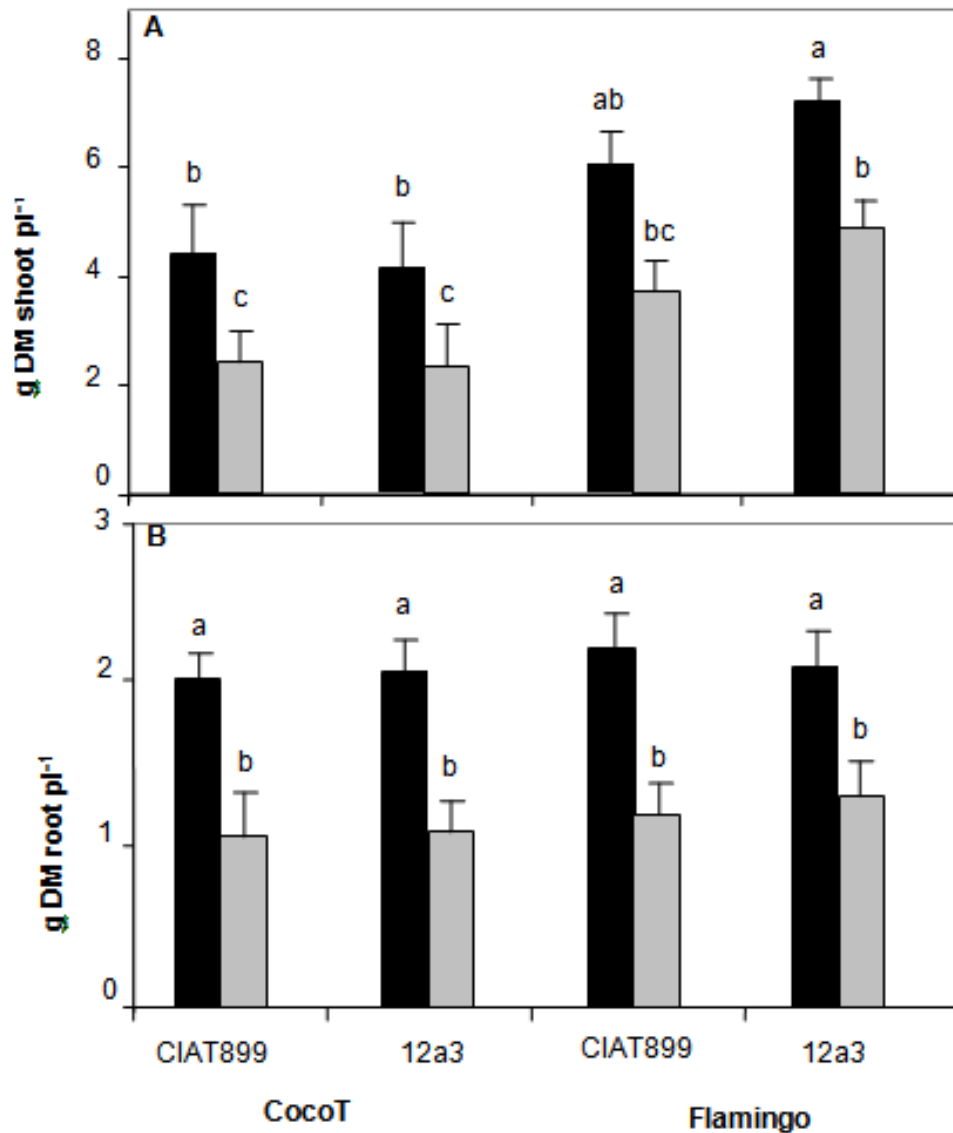 A
8
6
4
2
0
g DM shoot pl⁻¹
b
c
b
c
ab
bc
a
b
B
3
2
1
0
g DM root pl⁻¹
a
b
a
b
a
b
a
b
CIAT899 12a3 CIAT899 12a3
CocoT Flamingo